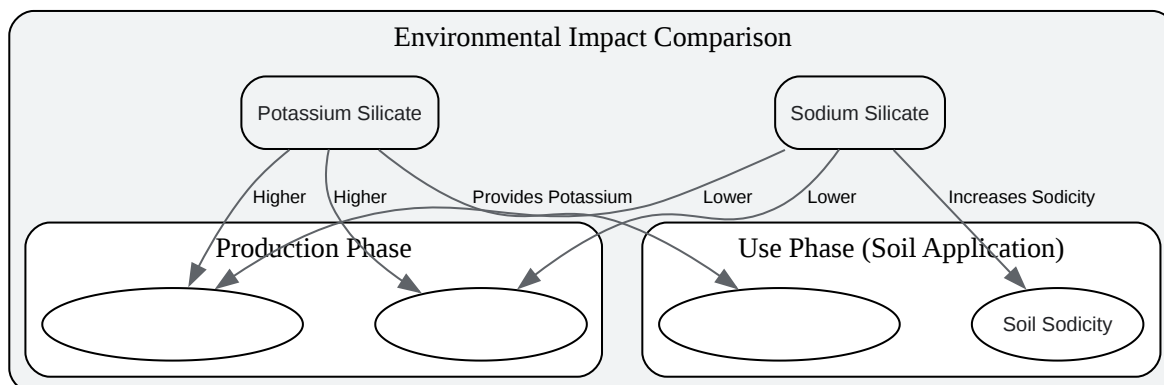 Environmental Impact Comparison
Potassium Silicate
Sodium Silicate
Higher
Higher
Provides Potassium
Lower
Lower
Increases Sodicity
Production Phase
Use Phase (Soil Application)
Soil Sodicity